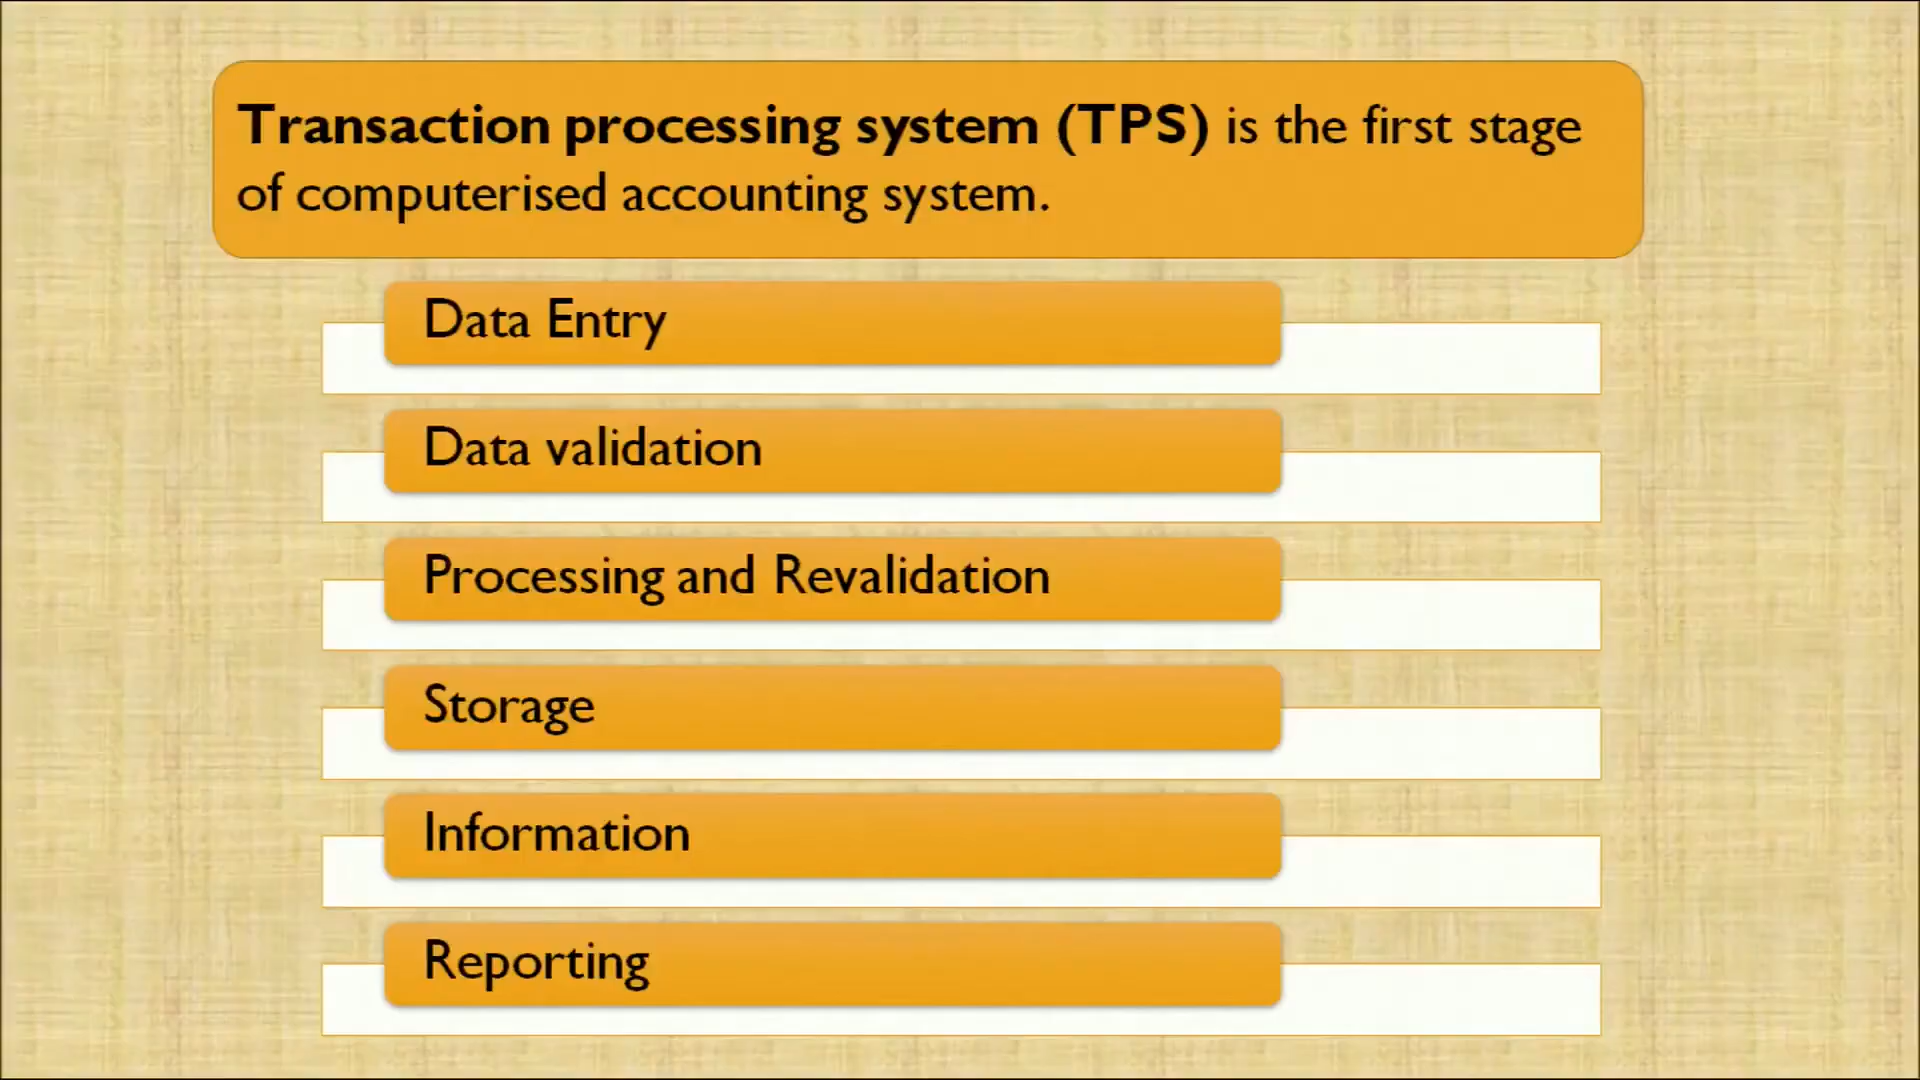 Transaction processing system (TPS) is the first stage
of computerised accounting system.
Data Entry
Data validation
Processing and Revalidation
Storage
Information
Reporting